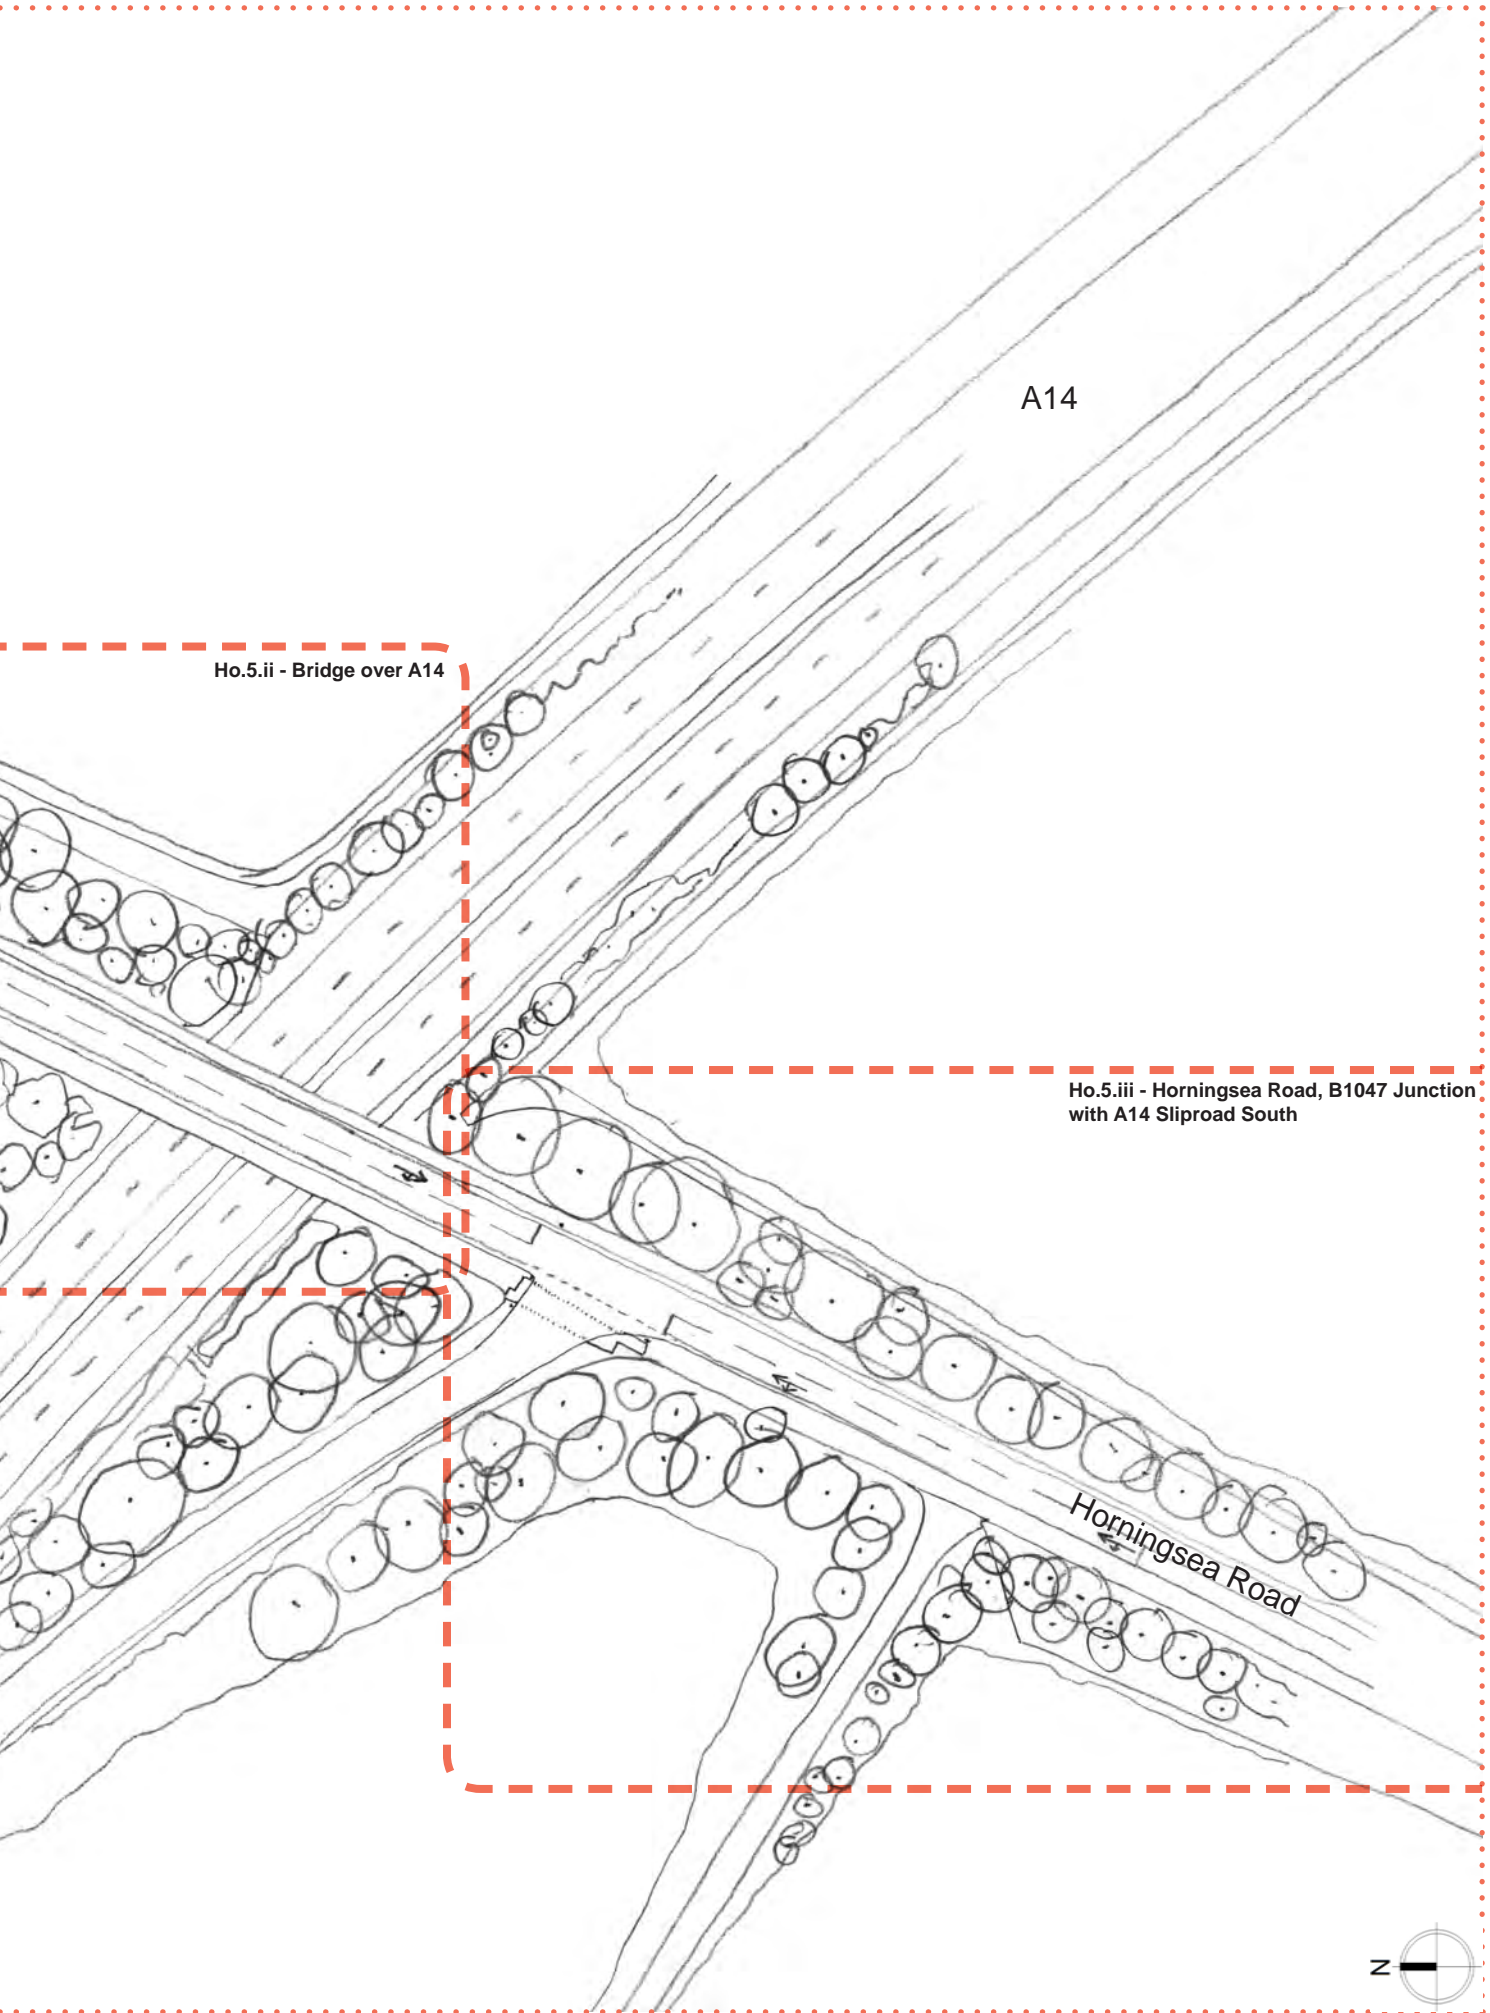 A14
Ho.5.ii - Bridge over A14
Ho.5.iii - Horningsea Road, B1047 Junction
with A14 Sliproad South
Horningsea Road
N